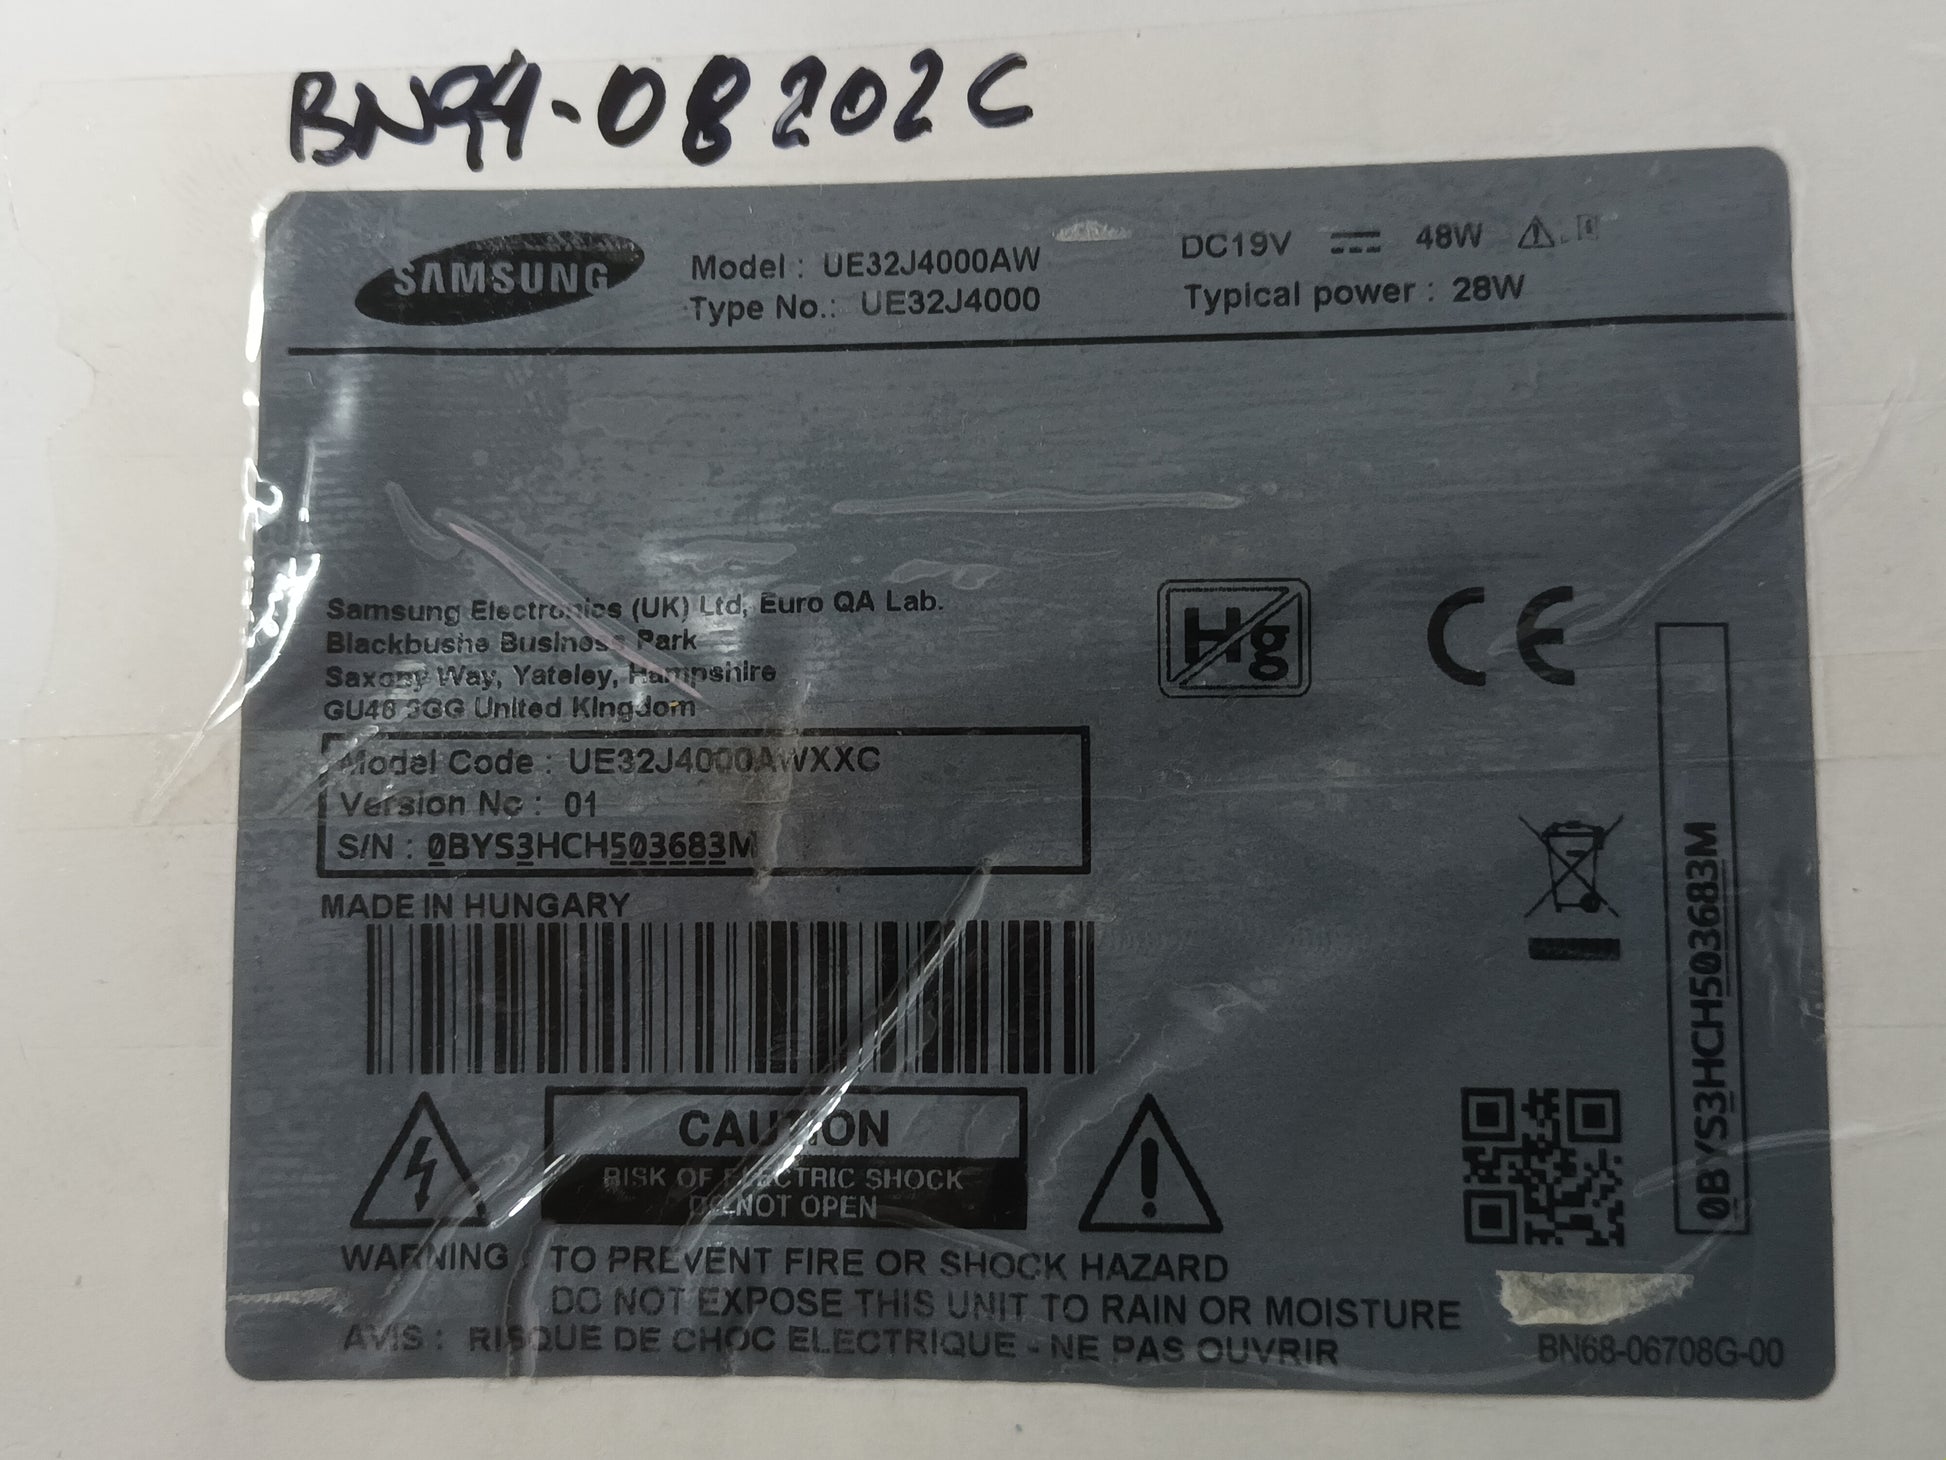 BN94-08202C
SAMSUNG
Model : UE32J4000AW
Type No.: UE32J4000
DC19V 48W
Typical power : 28W
Samsung Electronics (UK) Ltd, Euro QA Lab.
Blackbushe Business Park
Saxony Way, Yateley, Hampshire
GU46 6GG United Kingdom
Hg
CE
Model Code : UE32J4000AWXXC
Version No : 01
S/N : 0BYS3HCH503683M
MADE IN HUNGARY
0BYS3HCH503683M
CAUTION
RISK OF ELECTRIC SHOCK
DO NOT OPEN
WARNING : TO PREVENT FIRE OR SHOCK HAZARD
DO NOT EXPOSE THIS UNIT TO RAIN OR MOISTURE
AVIS : RISQUE DE CHOC ELECTRIQUE - NE PAS OUVRIR
BN68-06708G-00